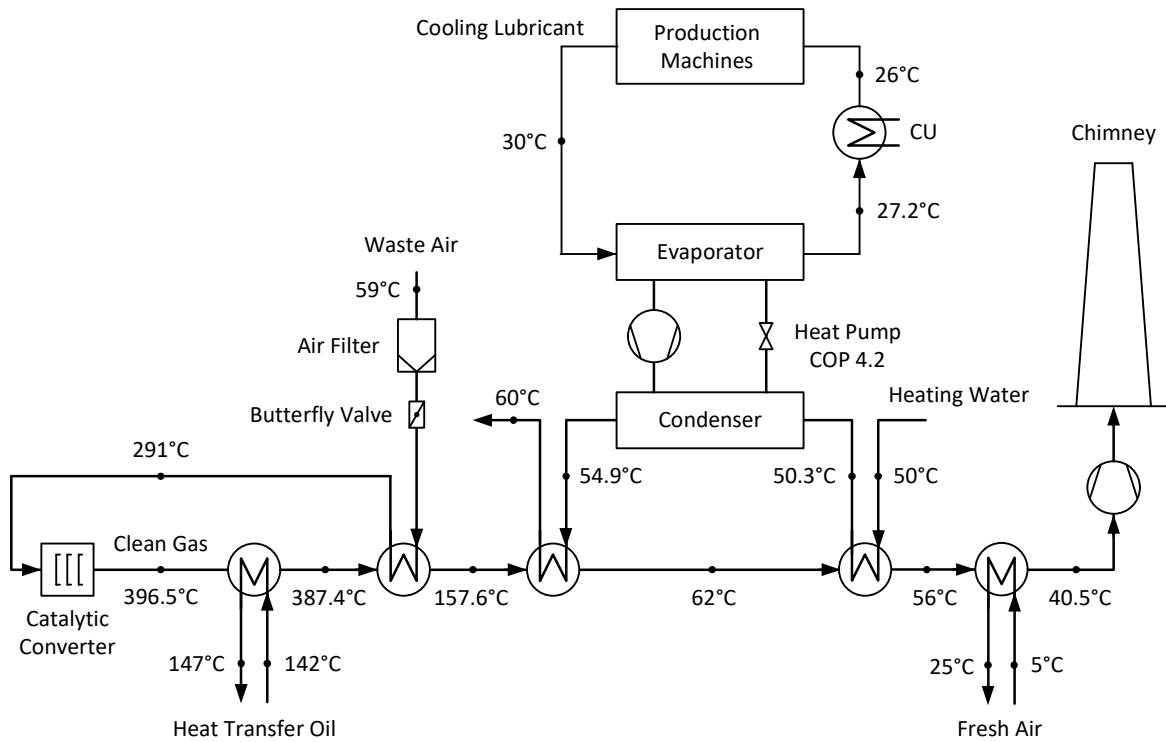 Cooling Lubricant
Production
Machines
26°C
CU
Chimney
30°C
27.2°C
Waste Air
Evaporator
59°C
Air Filter
Heat Pump
COP 4.2
Butterfly Valve
60°C
Condenser
Heating Water
291°C
54.9°C
50.3°C
50°C
Clean Gas
396.5°C
387.4°C
157.6°C
62°C
56°C
40.5°C
Catalytic
Converter
147°C
142°C
25°C
5°C
Heat Transfer Oil
Fresh Air